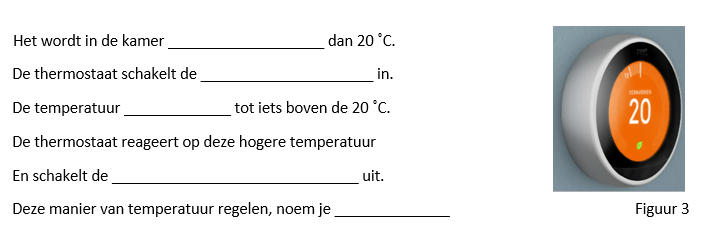 Het wordt in de kamer ___________________ dan 20 ˚C.
De thermostaat schakelt de _____________________ in.
De temperatuur _____________ tot iets boven de 20 ˚C.
De thermostaat reageert op deze hogere temperatuur
En schakelt de ______________________________ uit.
Deze manier van temperatuur regelen, noem je ______________
20
Figuur 3